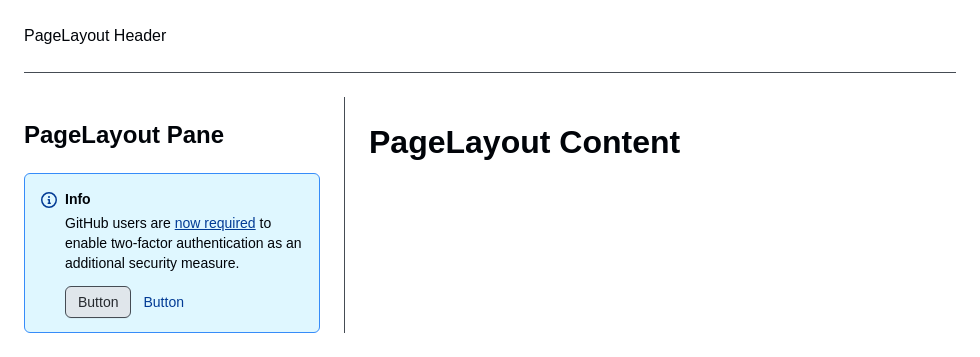 PageLayout Header
PageLayout Pane
Info
GitHub users are now required to
enable two-factor authentication as an
additional security measure.
Button Button
PageLayout Content